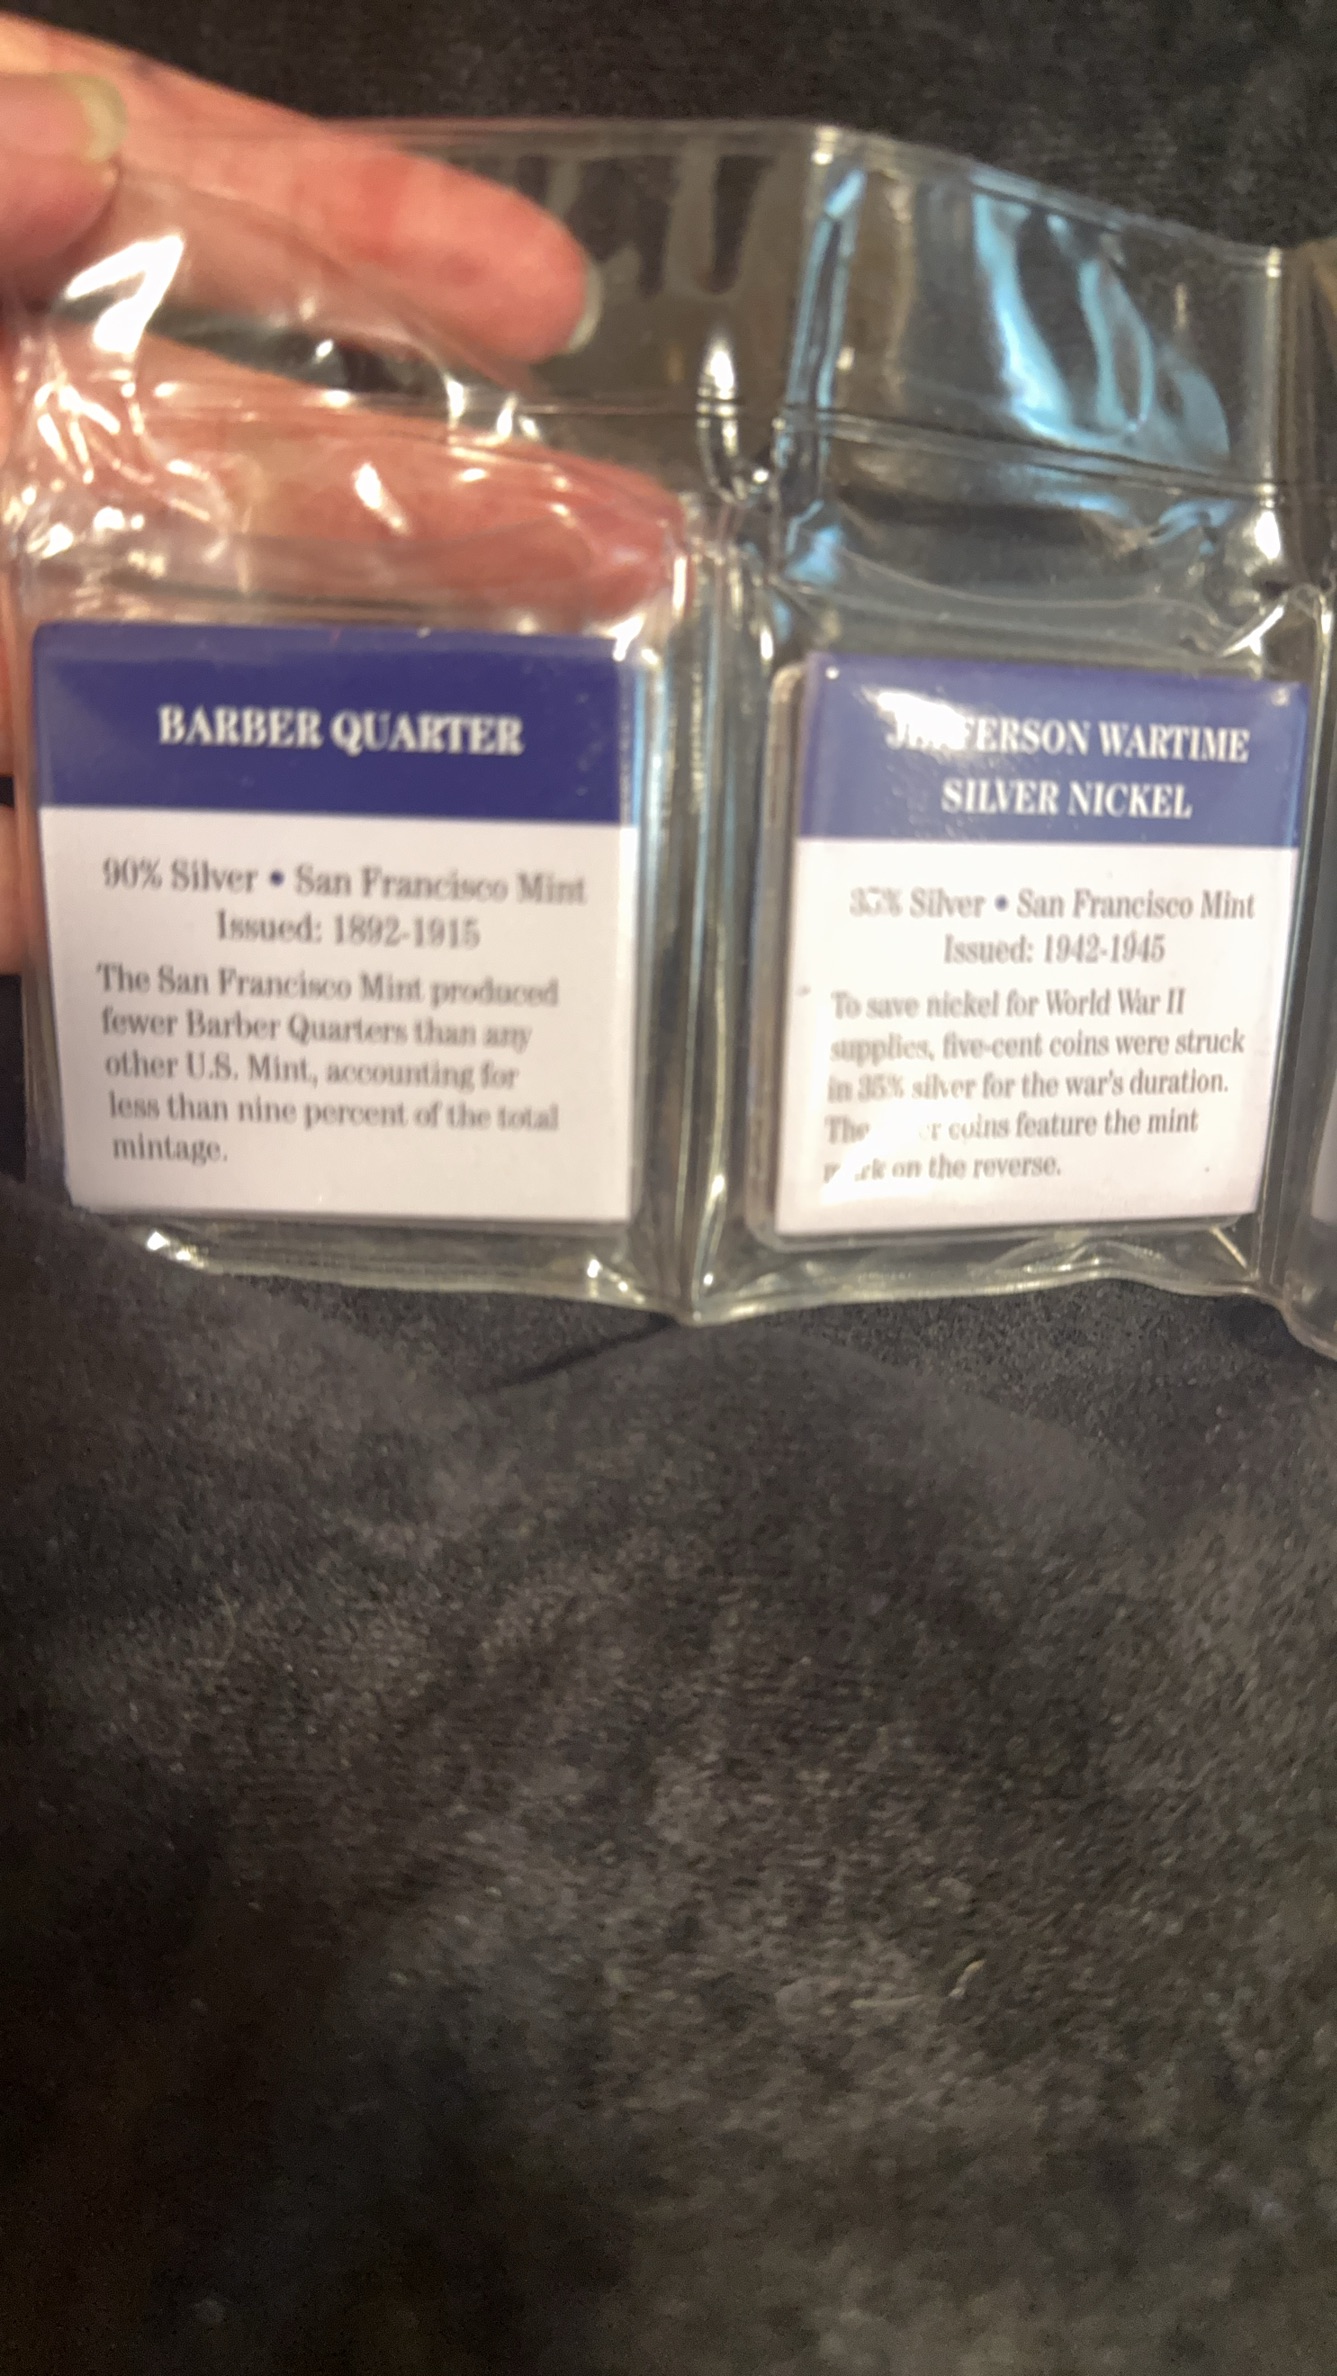 BARBER QUARTER
90% Silver • San Francisco Mint
Issued: 1892-1915
The San Francisco Mint produced
fewer Barber Quarters than any
other U.S. Mint, accounting for
less than nine percent of the total
mintage.
WARTIME
SILVER NICKEL
Silver • San Francisco Mint
Issued: 1942-1945
To save nickel for World War II
supplies, five-cent coins were struck
in 35% silver for the war's duration.
The coins feature the mint
on the reverse.